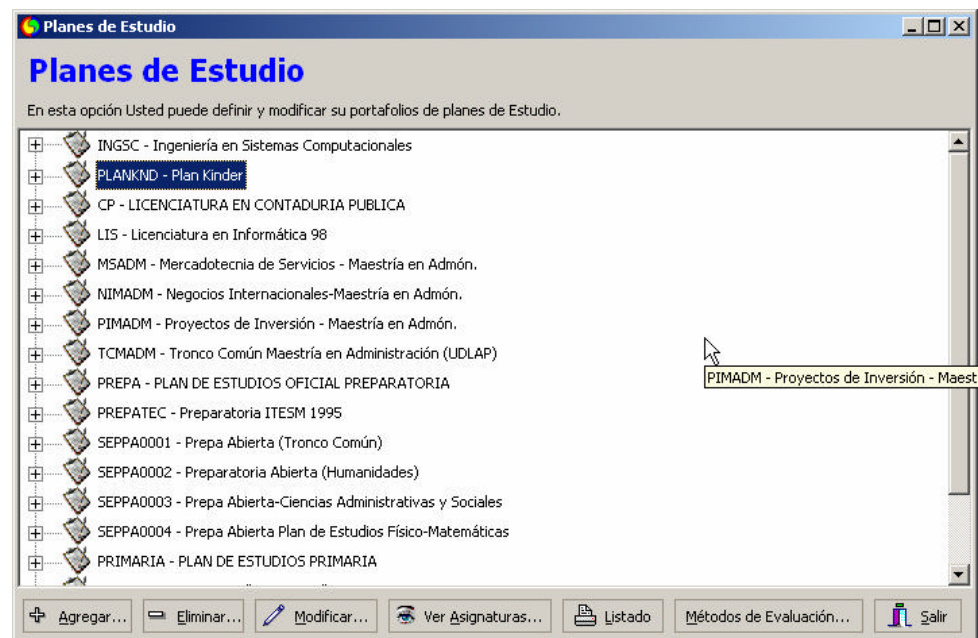 Planes de Estudio
Planes de Estudio
En esta opción Usted puede definir y modificar su portafolios de planes de Estudio.
INGSC - Ingeniería en Sistemas Computacionales
PLANKND - Plan Kinder
CP - LICENCIATURA EN CONTADURIA PUBLICA
LIS - Licenciatura en Informática 98
MSADM - Mercadotecnia de Servicios - Maestría en Admón.
NIMADM - Negocios Internacionales-Maestría en Admón.
PIMADM - Proyectos de Inversión - Maestría en Admón.
TCMADM - Tronco Común Maestría en Administración (UDLAP)
PIMADM - Proyectos de Inversión - Maest
PREPA - PLAN DE ESTUDIOS OFICIAL PREPARATORIA
PREPATEC - Preparatoria ITESM 1995
SEPPA0001 - Prepa Abierta (Tronco Común)
SEPPA0002 - Preparatoria Abierta (Humanidades)
SEPPA0003 - Prepa Abierta-Ciencias Administrativas y Sociales
SEPPA0004 - Prepa Abierta Plan de Estudios Físico-Matemáticas
PRIMARIA - PLAN DE ESTUDIOS PRIMARIA
Agregar... Eliminar... Modificar... Ver Asignaturas... Listado Métodos de Evaluación... Salir